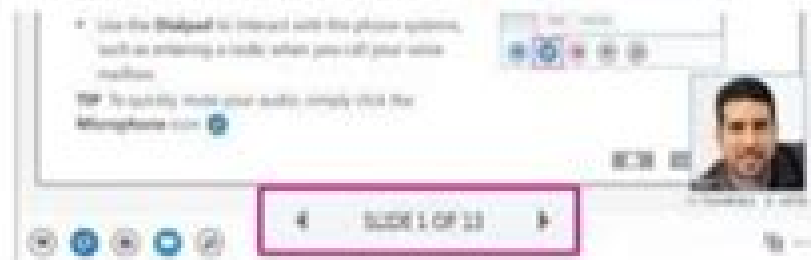 • Use the Dialpad to interact with the phone systems,
such as entering a code, when you call your voice
mailbox.
TIP To quickly mute your audio, simply click the
Microphone icon
SLIDE 1 OF 13